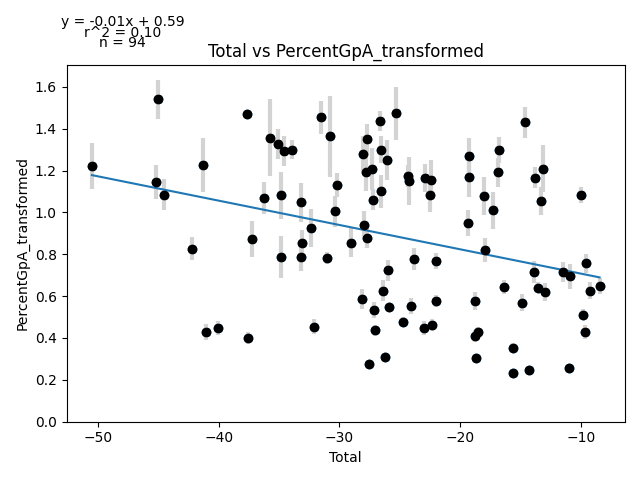 y = -0.01x + 0.59
r^2 = 0.10
n = 94
Total vs PercentGpA_transformed
PercentGpA_transformed
1.6
1.4
1.2
1.0
0.8
0.6
0.4
0.2
0.0
−50
−40
−30
−20
−10
Total